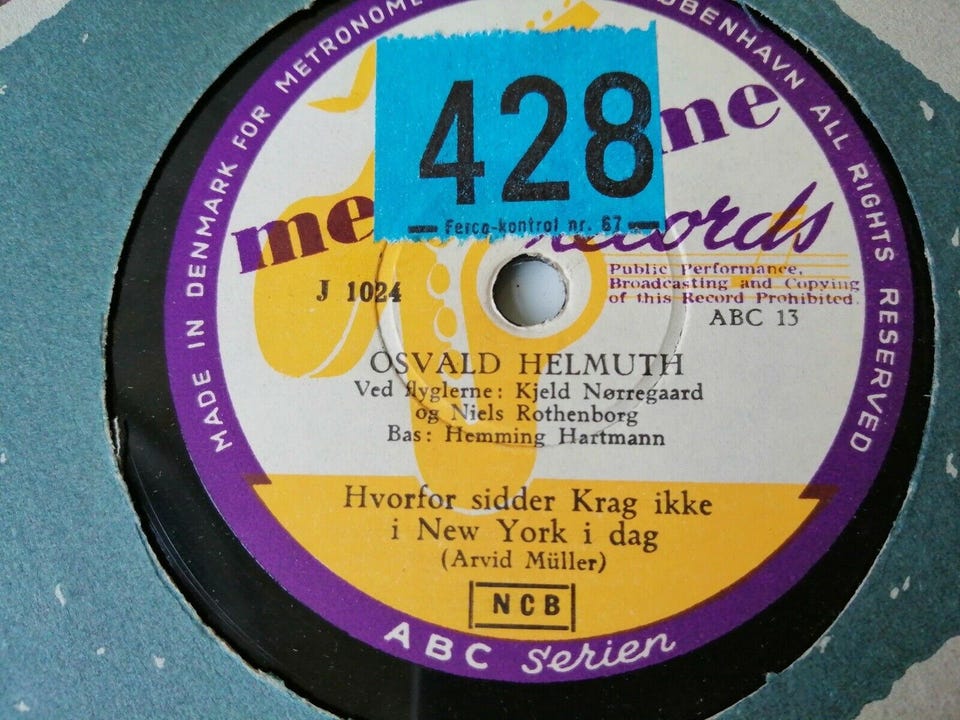 MADE IN DENMARK FOR METRONOME
ØBENHAVN ALL RIGHTS RESERVED
428
Ferca-kontrol nr. 67
me
me
records
J 1024
Public Performance,
Broadcasting and Copying
of this Record Prohibited.
ABC 13
OSVALD HELMUTH
Ved flyglerne: Kjeld Nørregaard
og Niels Rothenborg
Bas: Hemming Hartmann
Hvorfor sidder Krag ikke
i New York i dag
(Arvid Müller)
NCB
ABC Serien